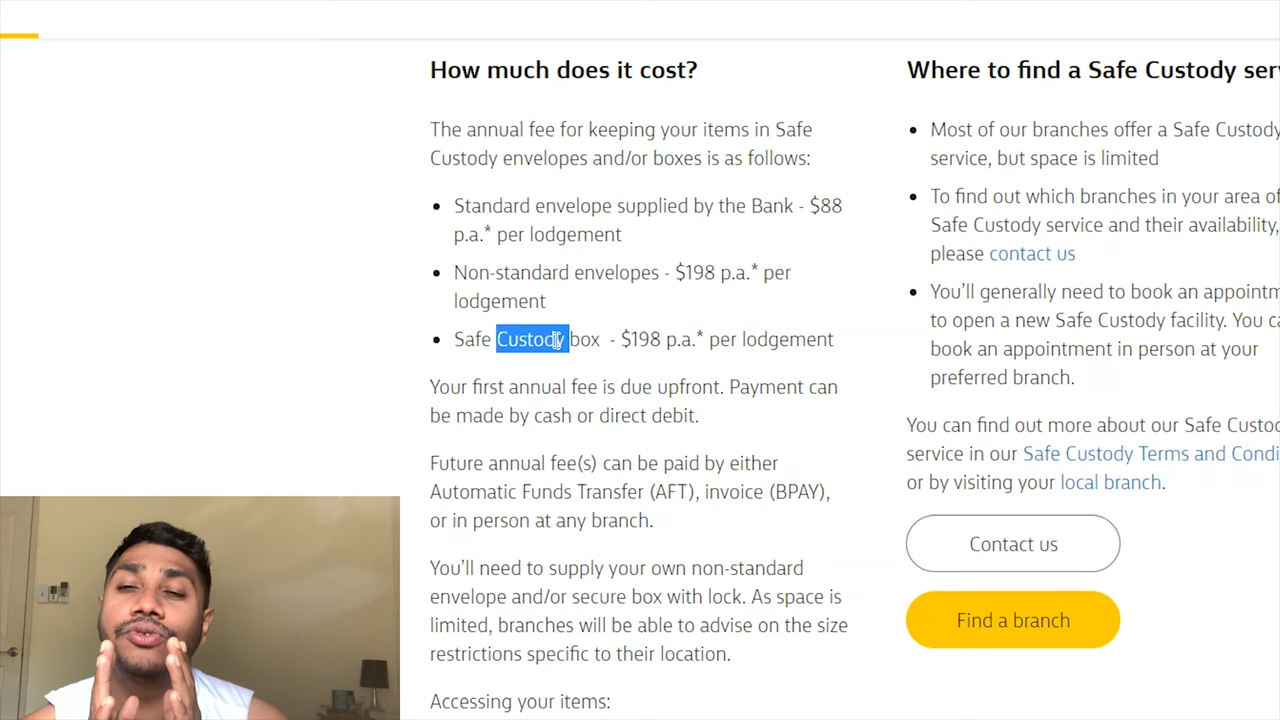 How much does it cost?
The annual fee for keeping your items in Safe
Custody envelopes and/or boxes is as follows:
Standard envelope supplied by the Bank - $88
p.a.* per lodgement
Non-standard envelopes - $198 p.a.* per
lodgement
Safe Custody box - $198 p.a.* per lodgement
Your first annual fee is due upfront. Payment can
be made by cash or direct debit.
Future annual fee(s) can be paid by either
Automatic Funds Transfer (AFT), invoice (BPAY),
or in person at any branch.
You'll need to supply your own non-standard
envelope and/or secure box with lock. As space is
limited, branches will be able to advise on the size
restrictions specific to their location.
Accessing your items:
Where to find a Safe Custody
Most of our branches offer a Safe Custody
service, but space is limited
To find out which branches in your area
Safe Custody service and their availability,
please contact us
You'll generally need to book an
to open a new Safe Custody facility. You
book an appointment in person at your
preferred branch.
You can find out more about our Safe
service in our Safe Custody Terms and
or by visiting your local branch.
Contact us
Find a branch